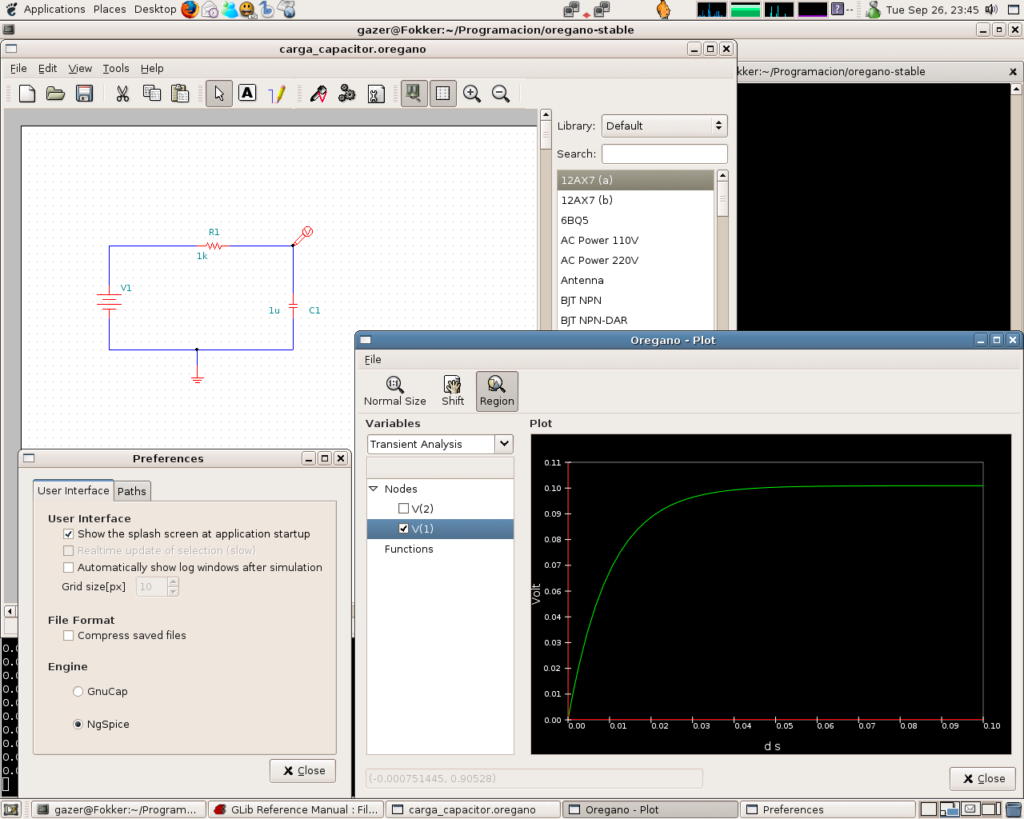 Applications Places Desktop
Tue Sep 26, 23:45
gazer@Fokker:~/Programacion/oregano-stable
carga_capacitor.oregano
kker:~/Programacion/oregano-stable
File Edit View Tools Help
Library: Default
Search:
12AX7 (a)
12AX7 (b)
6BQ5
AC Power 110V
AC Power 220V
Antenna
BJT NPN
BJT NPN-DAR
R1
1k
V1
1u C1
Oregano - Plot
File
Normal Size Shift Region
Variables
Transient Analysis
Nodes
V(2)
V(1)
Functions
Plot
0.11
0.10
0.09
0.08
0.07
0.06
0.05
0.04
0.03
0.02
0.01
0.00
Volt
0.00 0.01 0.02 0.03 0.04 0.05 0.06 0.07 0.08 0.09 0.10
d s
(-0.000751445, 0.90528)
Close
Preferences
User Interface Paths
User Interface
Show the splash screen at application startup
Realtime update of selection (slow)
Automatically show log windows after simulation
Grid size[px] 10
File Format
Compress saved files
Engine
GnuCap
NgSpice
Close
gazer@Fokker:~/Program...
GLib Reference Manual : Fil...
carga_capacitor.oregano
Oregano - Plot
Preferences